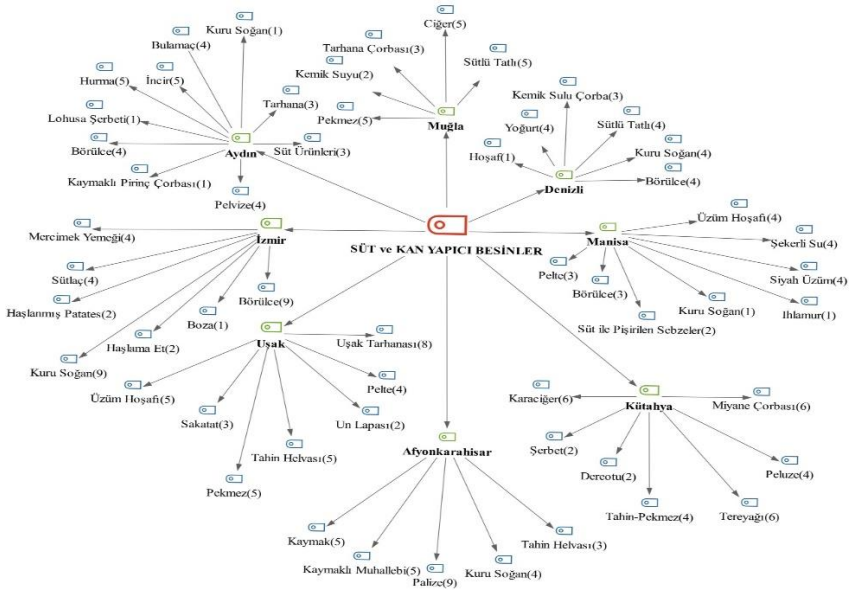 SÜT ve KAN YAPICI BESİNLER
Aydın
Kuru Soğan(1)
Bulamaç(4)
Hurma(5)
İncir(5)
Tarhana(3)
Lohusa Şerbeti(1)
Börülce(4)
Süt Ürünleri(3)
Kaymaklı Pirinç Çorbası(1)
Pelvize(4)
Muğla
Ciğer(5)
Tarhana Çorbası(3)
Sütlü Tatlı(5)
Kemik Suyu(2)
Pekmez(5)
Denizli
Kemik Sulu Çorba(3)
Yoğurt(4)
Sütlü Tatlı(4)
Hoşaf(1)
Kuru Soğan(4)
Börülce(4)
Manisa
Üzüm Hoşafı(4)
Şekerli Su(4)
Pelte(3)
Siyah Üzüm(4)
Börülce(3)
Kuru Soğan(1)
Ihlamur(1)
Süt ile Pişirilen Sebzeler(2)
İzmir
Mercimek Yemeği(4)
Sütlaç(4)
Haşlanmış Patates(2)
Börülce(9)
Boza(1)
Haşlama Et(2)
Kuru Soğan(9)
Uşak
Uşak Tarhanası(8)
Üzüm Hoşafı(5)
Pelte(4)
Sakatat(3)
Un Lapası(2)
Tahin Helvası(5)
Pekmez(5)
Afyonkarahisar
Kaymak(5)
Kaymaklı Muhallebi(5)
Palize(9)
Kuru Soğan(4)
Tahin Helvası(3)
Kütahya
Karaciğer(6)
Miyane Çorbası(6)
Şerbet(2)
Dereotu(2)
Peluze(4)
Tahin-Pekmez(4)
Tereyağı(6)